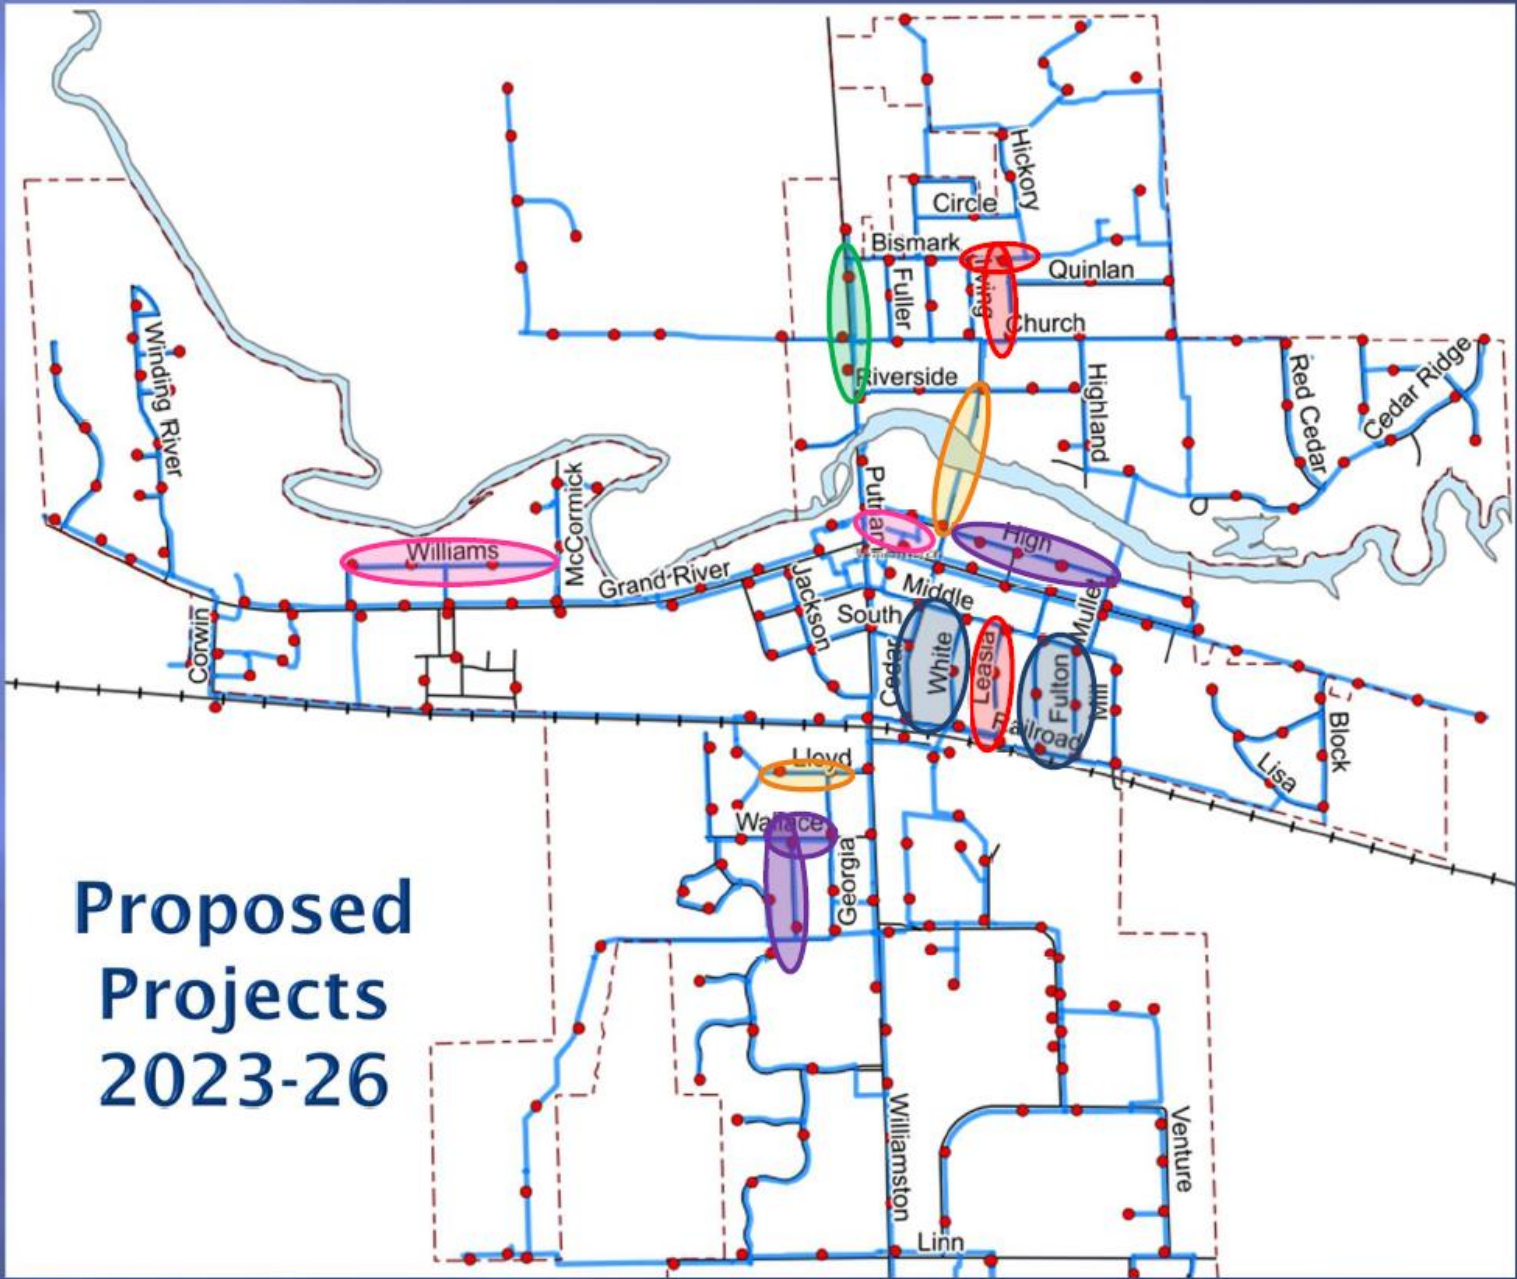 Hickory
Circle
Bismark
Quinlan
Fuller
Irving
Church
Winding River
Riverside
Highland
Red Cedar
Cedar Ridge
Putnam
McCormick
Williams
High
Grand River
Jackson
Middle
South
Mullett
Corwin
Cedar
White
Leasia
Fulton
Mill
Railroad
Block
Lisa
Lloyd
Wallace
Georgia
Proposed
Projects
2023-26
Williamston
Venture
Linn